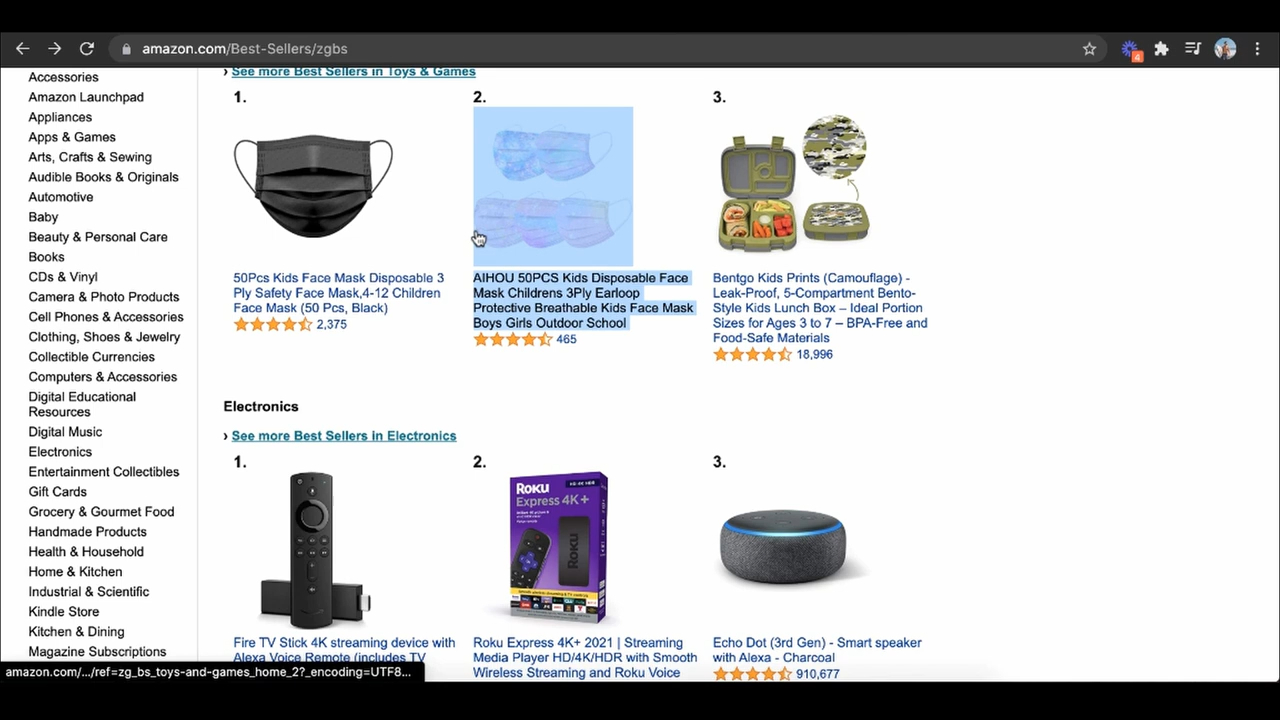 amazon.com/Best-Sellers/zgbs
4
Accessories
Amazon Launchpad
Appliances
Apps & Games
Arts, Crafts & Sewing
Audible Books & Originals
Automotive
Baby
Beauty & Personal Care
Books
CDs & Vinyl
Camera & Photo Products
Cell Phones & Accessories
Clothing, Shoes & Jewelry
Collectible Currencies
Computers & Accessories
Digital Educational
Resources
Digital Music
Electronics
Entertainment Collectibles
Gift Cards
Grocery & Gourmet Food
Handmade Products
Health & Household
Home & Kitchen
Industrial & Scientific
Kindle Store
Kitchen & Dining
Magazine Subscriptions
› See more Best Sellers in Toys & Games
1.
50Pcs Kids Face Mask Disposable 3
Ply Safety Face Mask,4-12 Children
Face Mask (50 Pcs, Black)
2,375
2.
AIHOU 50PCS Kids Disposable Face
Mask Childrens 3Ply Earloop
Protective Breathable Kids Face Mask
Boys Girls Outdoor School
465
3.
Bentgo Kids Prints (Camouflage) -
Leak-Proof, 5-Compartment Bento-
Style Kids Lunch Box – Ideal Portion
Sizes for Ages 3 to 7 – BPA-Free and
Food-Safe Materials
18,996
Electronics
› See more Best Sellers in Electronics
1.
Fire TV Stick 4K streaming device with
Alexa Voice Remote (includes TV
2.
Roku
Express 4K+
Roku
Roku Express 4K+ 2021 | Streaming
Media Player HD/4K/HDR with Smooth
Wireless Streaming and Roku Voice
3.
Echo Dot (3rd Gen) - Smart speaker
with Alexa - Charcoal
910,677
amazon.com/.../ref=zg_bs_toys-and-games_home_2?_encoding=UTF8...